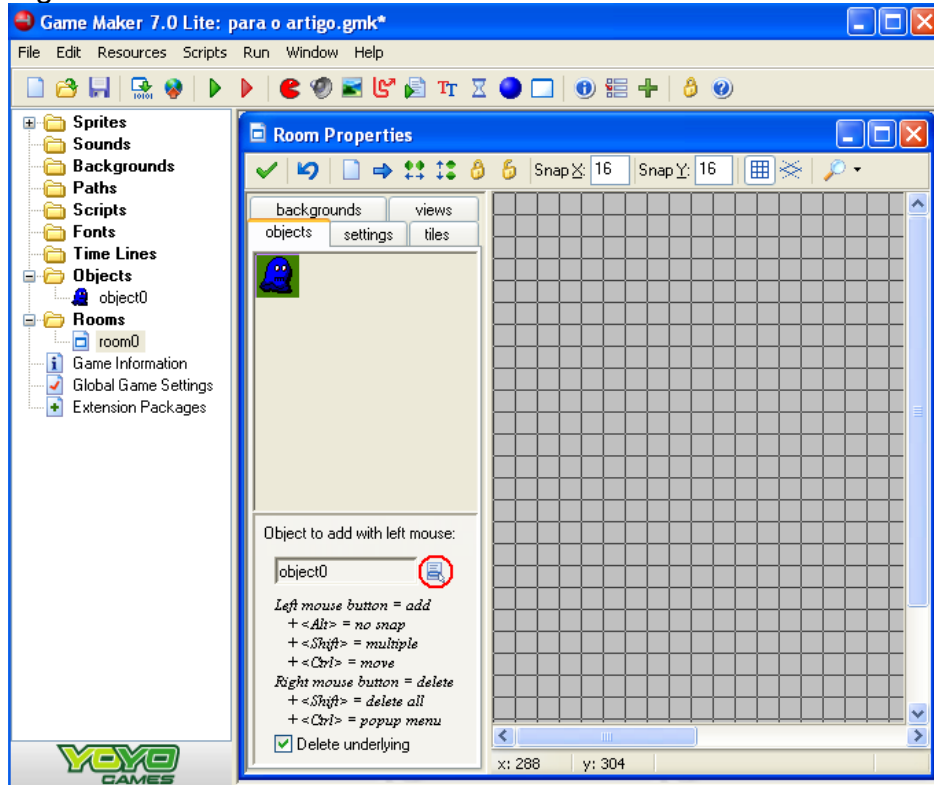 Game Maker 7.0 Lite: para o artigo.gmk*
File Edit Resources Scripts Run Window Help
Sprites
Sounds
Backgrounds
Paths
Scripts
Fonts
Time Lines
Objects
object0
Rooms
room0
Game Information
Global Game Settings
Extension Packages
YOYO
GAMES
Room Properties
Snap X: 16 Snap Y: 16
backgrounds views
objects settings tiles
Object to add with left mouse:
object0
Left mouse button = add
+ <Alt> = no snap
+ <Shift> = multiple
+ <Ctrl> = move
Right mouse button = delete
+ <Shift> = delete all
+ <Ctrl> = popup menu
Delete underlying
x: 288 y: 304